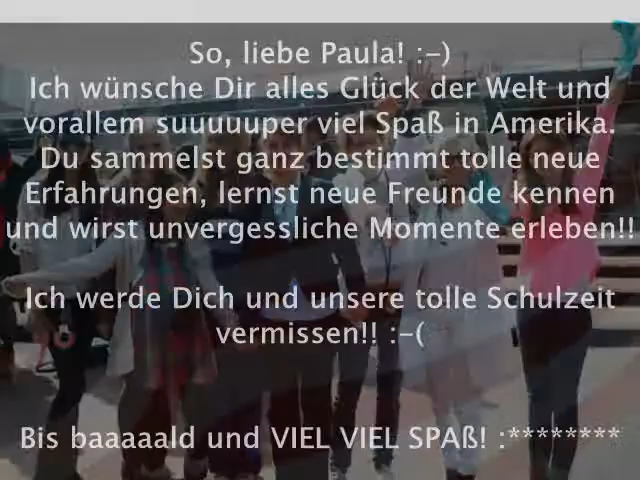 So, liebe Paula! :-)
Ich wünsche Dir alles Glück der Welt und
vorallem suuuuuper viel Spaß in Amerika.
Du sammelst ganz bestimmt tolle neue
Erfahrungen, lernst neue Freunde kennen
und wirst unvergessliche Momente erleben!!
Ich werde Dich und unsere tolle Schulzeit
vermissen!! :-(
Bis baaaaald und VIEL VIEL SPAß! :********